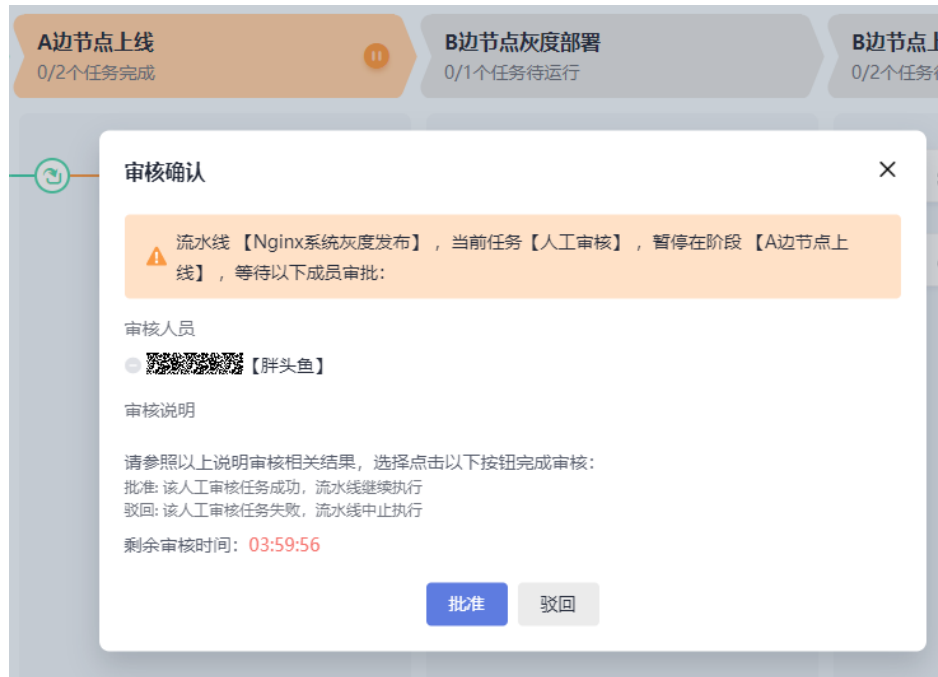 A边节点上线
0/2个任务完成
B边节点灰度部署
0/1个任务待运行
B边节点上
0/2个任务待
审核确认
流水线 【Nginx系统灰度发布】 ，当前任务【人工审核】 ，暂停在阶段 【A边节点上
线】 ，等待以下成员审批：
审核人员
【胖头鱼】
审核说明
请参照以上说明审核相关结果，选择点击以下按钮完成审核：
批准: 该人工审核任务成功，流水线继续执行
驳回: 该人工审核任务失败，流水线中止执行
剩余审核时间：03:59:56
批准
驳回